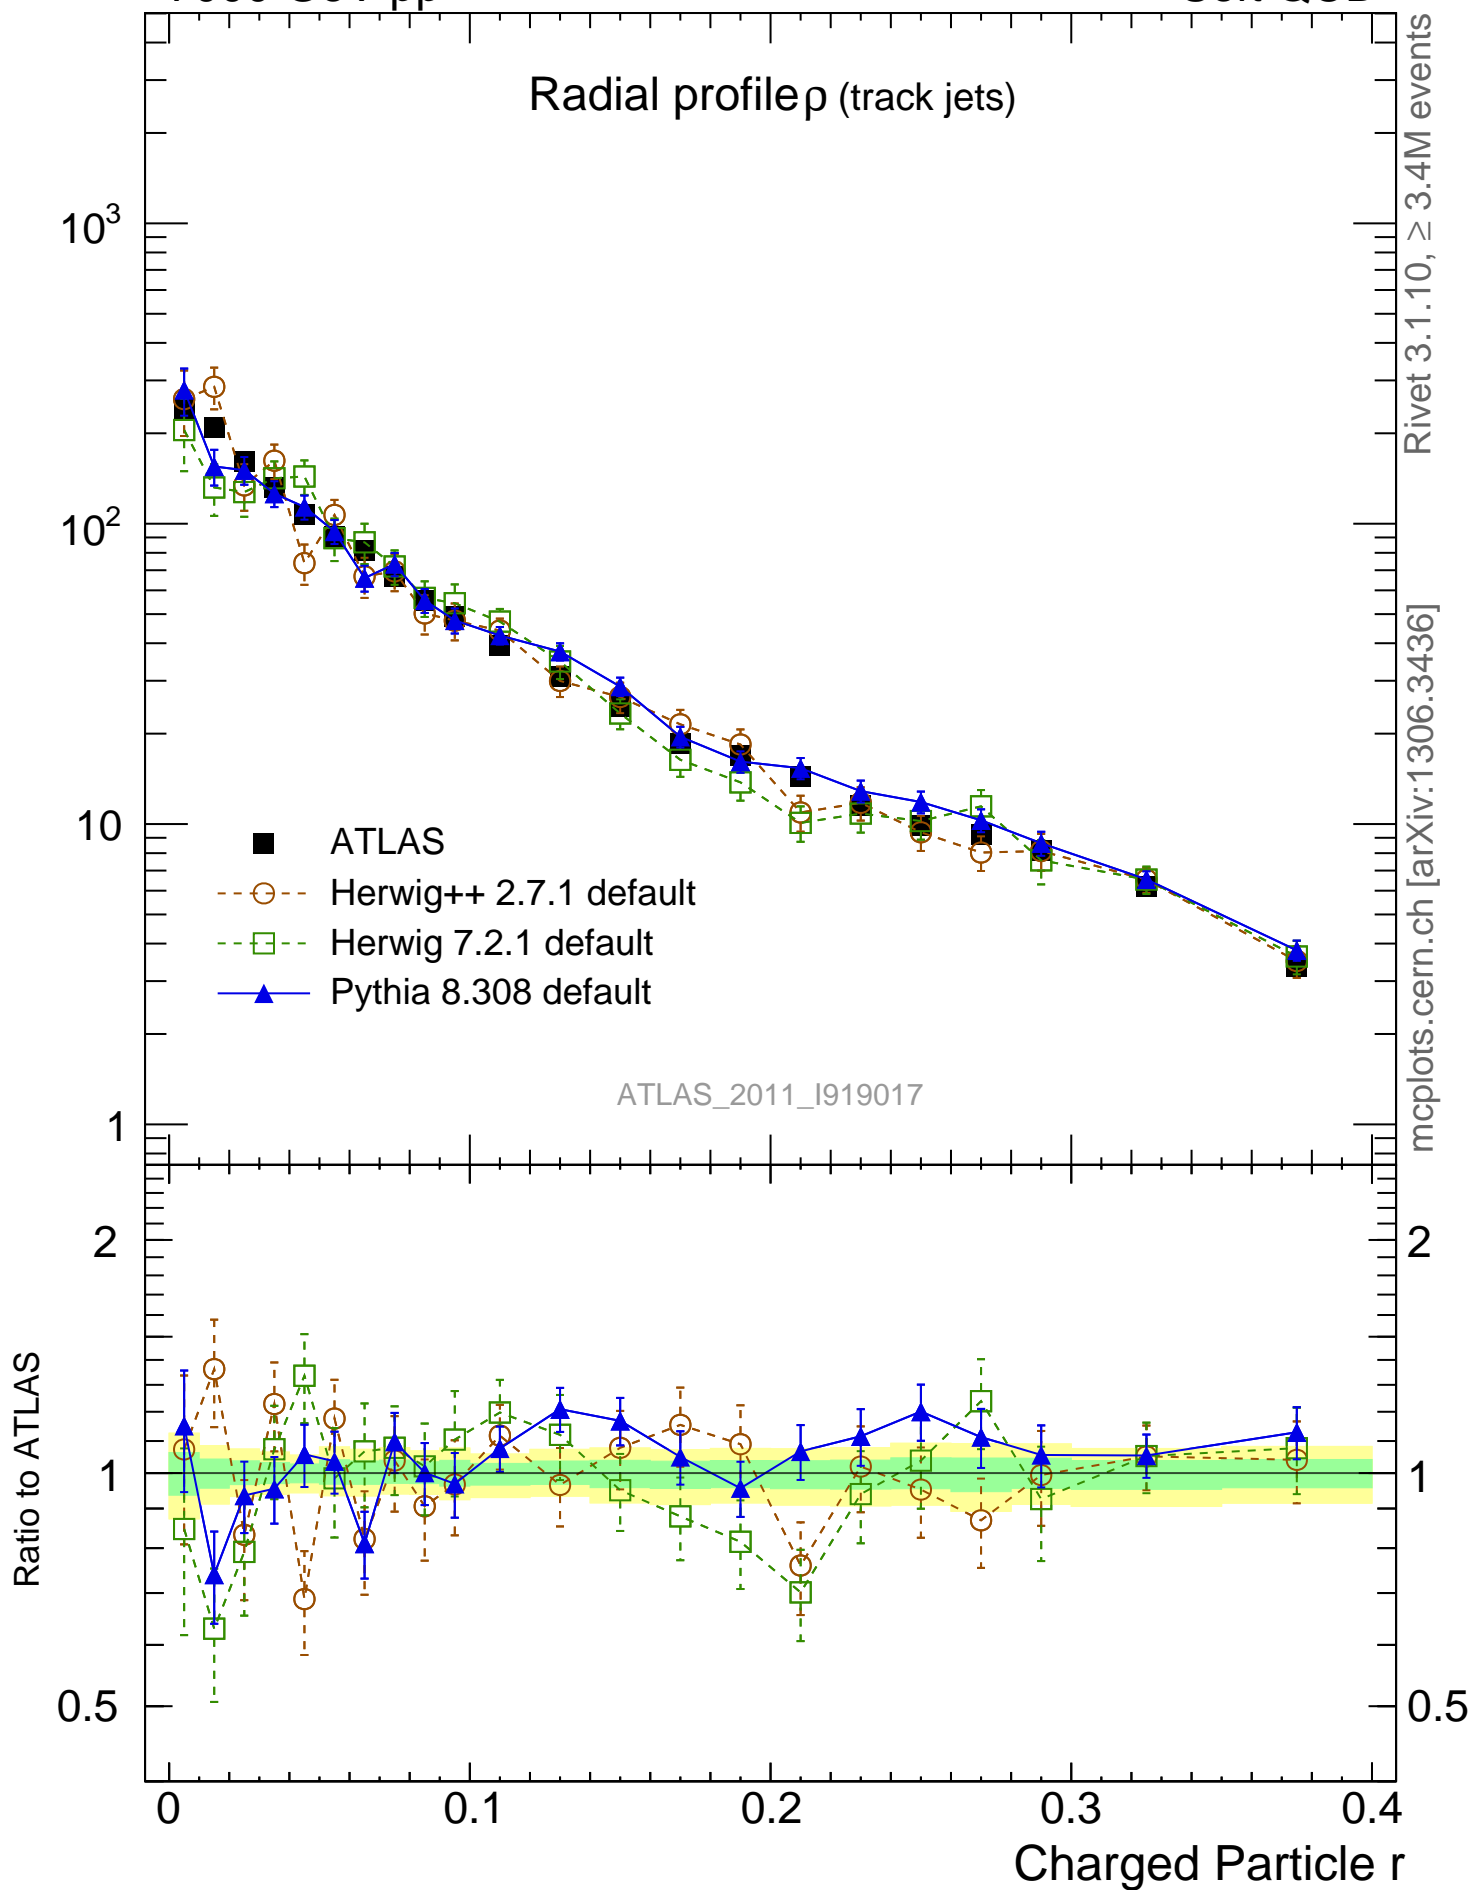 Radial profileρ (track jets)
10³
10²
10
1
ATLAS
Herwig++ 2.7.1 default
Herwig 7.2.1 default
Pythia 8.308 default
ATLAS_2011_I919017
Rivet 3.1.10, ≥ 3.4M events
mcplots.cern.ch [arXiv:1306.3436]
Ratio to ATLAS
2
1
0.5
2
1
0.5
0
0.1
0.2
0.3
0.4
Charged Particle r